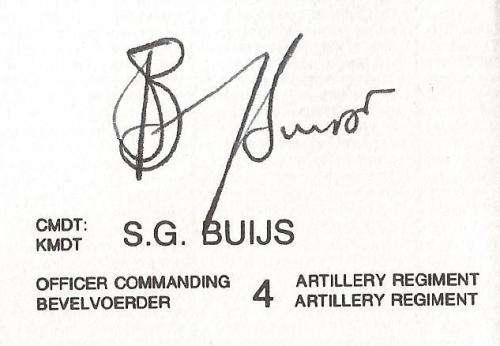 CMDT:
KMDT S.G. BUIJS
OFFICER COMMANDING 4 ARTILLERY REGIMENT
BEVELVOERDER ARTILLERY REGIMENT